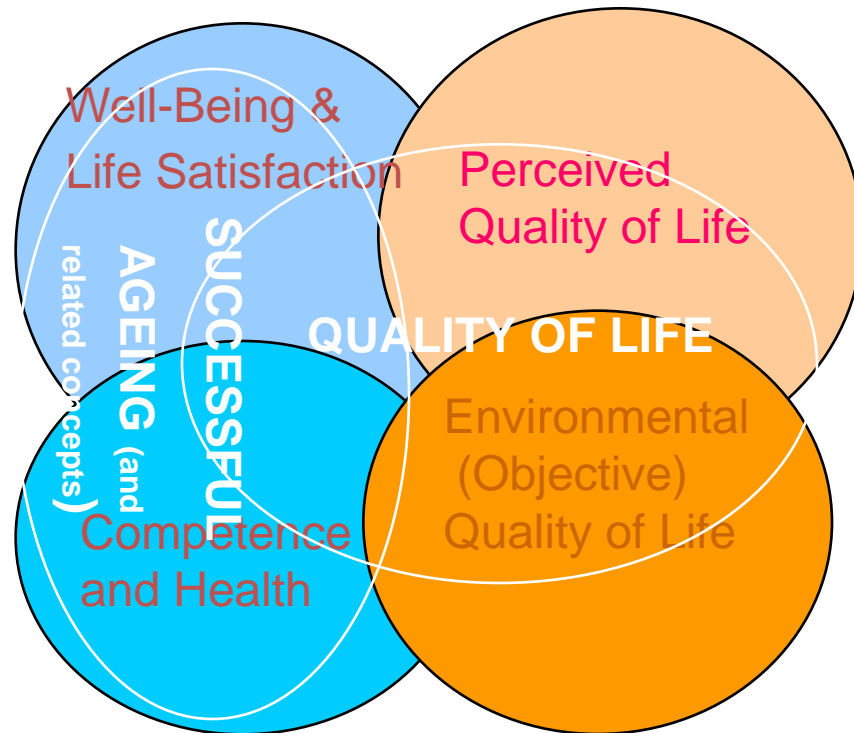 Well-Being &
Life Satisfaction
Perceived
Quality of Life
SUCCESSFUL
AGEING (and
related concepts)
QUALITY OF LIFE
Environmental
(Objective)
Quality of Life
Competence
and Health